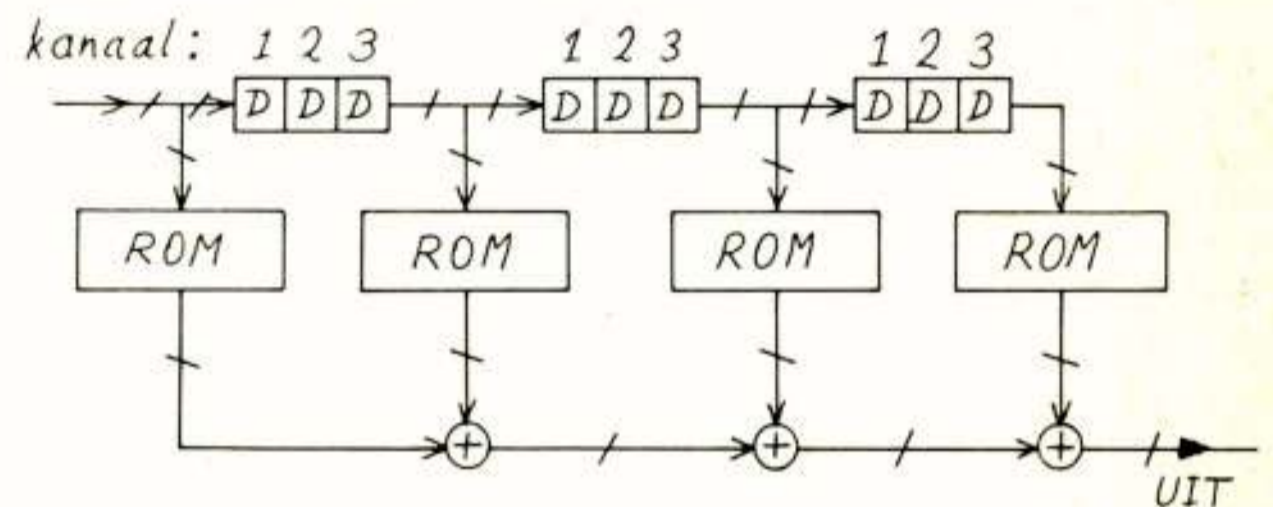 kanaal: 1 2 3 1 2 3 1 2 3
D D D D D D D D D
ROM ROM ROM ROM
+ + +
UIT